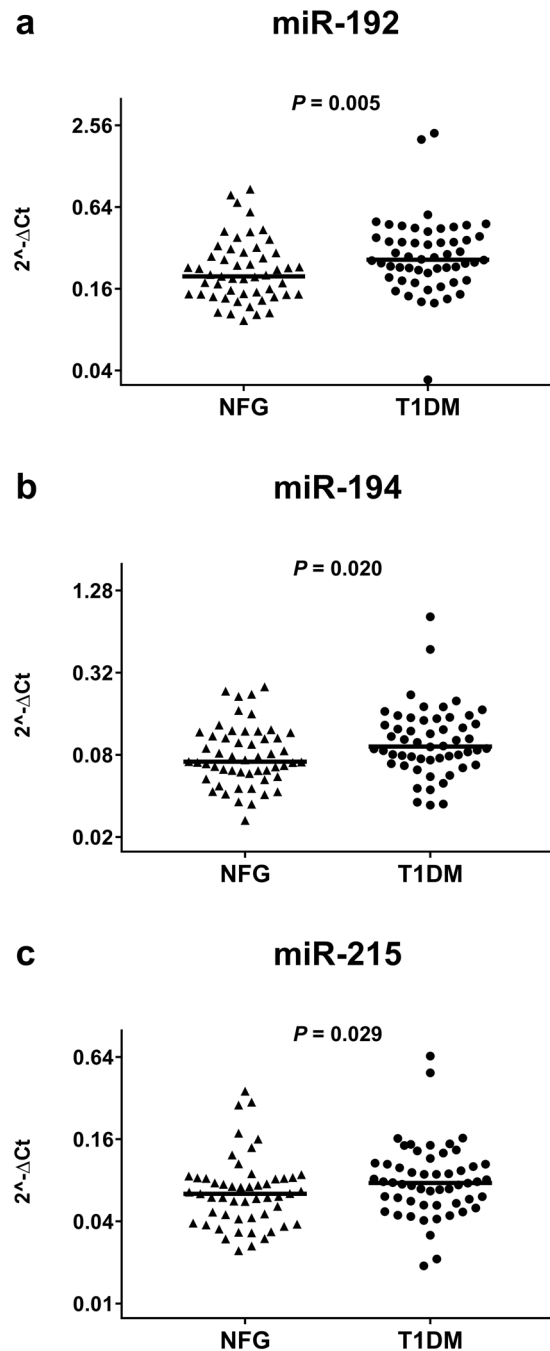 a
miR-192
P = 0.005
2.56
0.64
0.16
0.04
2^-ΔCt
NFG
T1DM
b
miR-194
P = 0.020
1.28
0.32
0.08
0.02
2^-ΔCt
NFG
T1DM
c
miR-215
P = 0.029
0.64
0.16
0.04
0.01
2^-ΔCt
NFG
T1DM